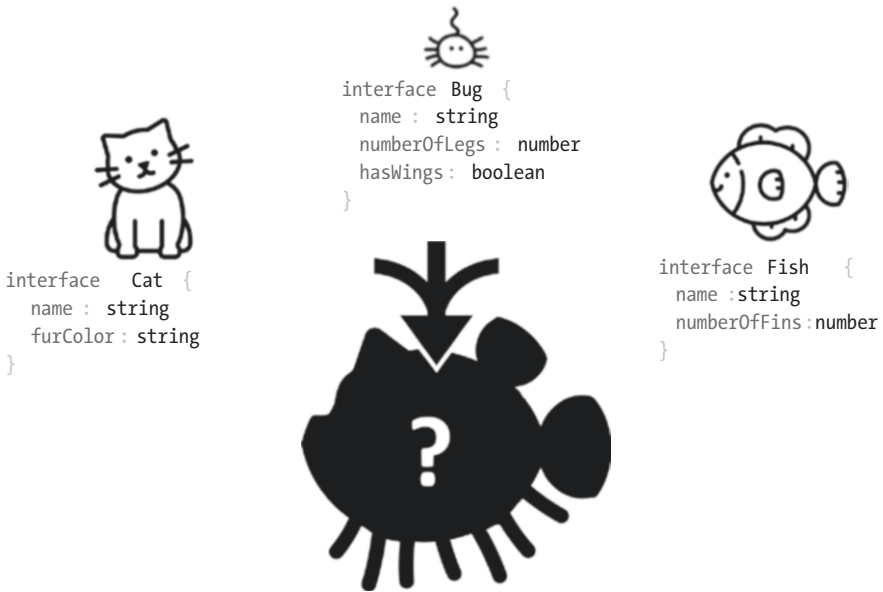 interface Bug {
name : string
numberOfLegs : number
hasWings : boolean
}
interface Cat {
name : string
furColor : string
}
interface Fish {
name :string
numberOfFins :number
}
?